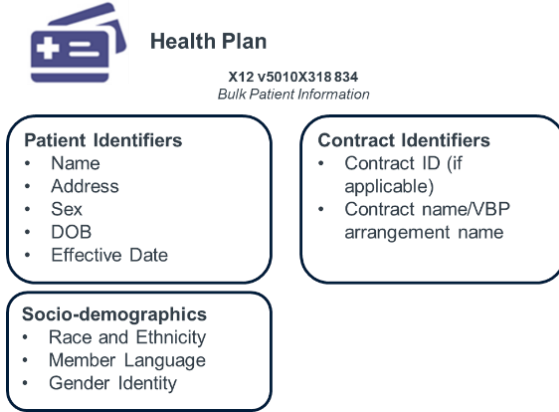 Health Plan
X12 v5010X318 834
Bulk Patient Information
Patient Identifiers
• Name
• Address
• Sex
• DOB
• Effective Date
Contract Identifiers
• Contract ID (if
applicable)
• Contract name/VBP
arrangement name
Socio-demographics
• Race and Ethnicity
• Member Language
• Gender Identity